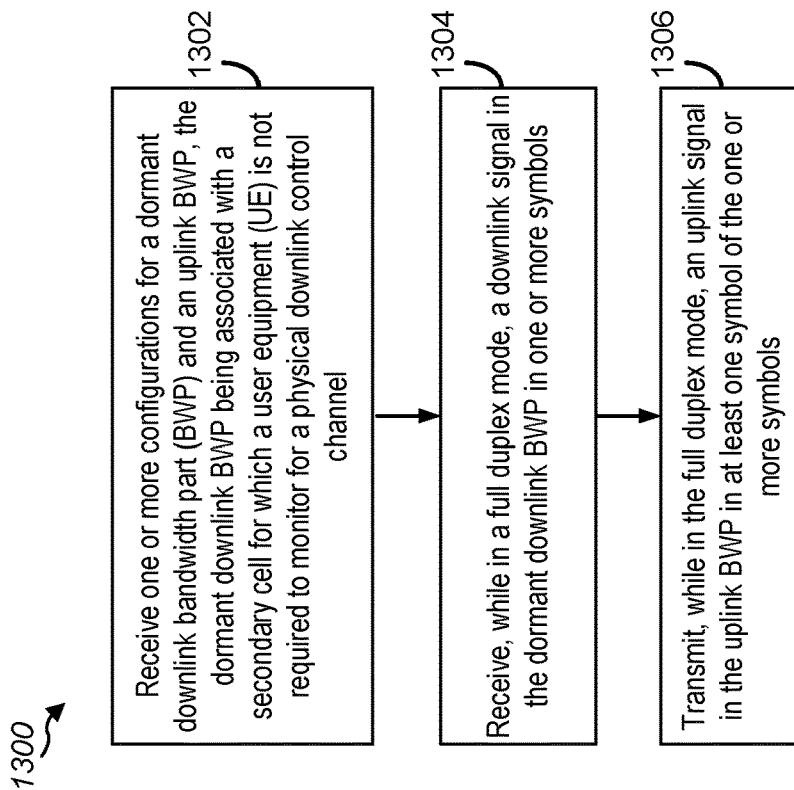 1300
1302
Receive one or more configurations for a dormant
downlink bandwidth part (BWP) and an uplink BWP, the
dormant downlink BWP being associated with a
secondary cell for which a user equipment (UE) is not
required to monitor for a physical downlink control
channel
1304
Receive, while in a full duplex mode, a downlink signal in
the dormant downlink BWP in one or more symbols
1306
Transmit, while in the full duplex mode, an uplink signal
in the uplink BWP in at least one symbol of the one or
more symbols